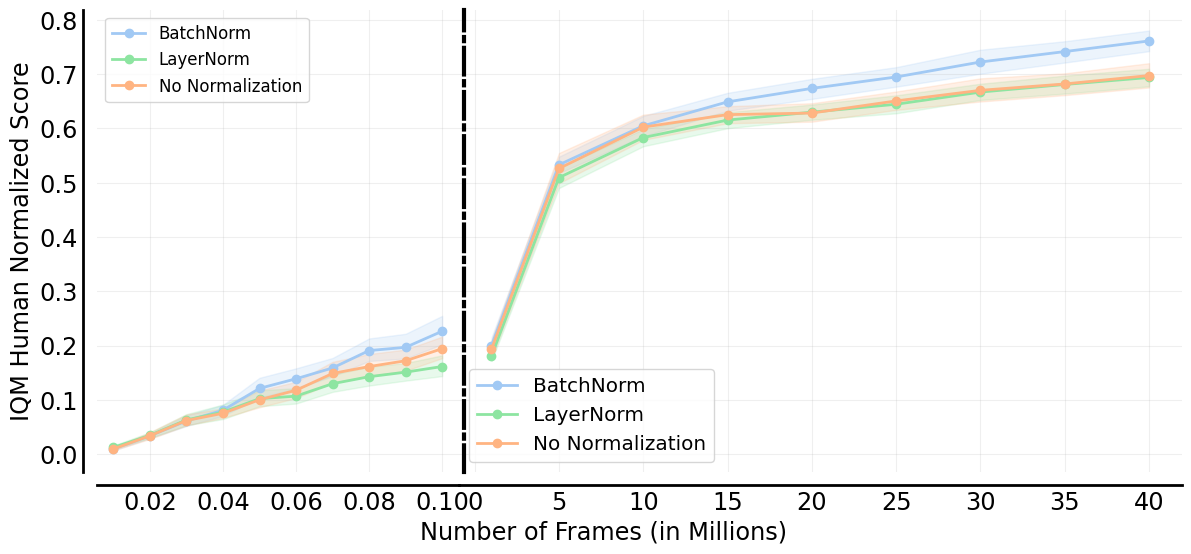 IQM Human Normalized Score
0.8
0.7
0.6
0.5
0.4
0.3
0.2
0.1
0.0
BatchNorm
LayerNorm
No Normalization
BatchNorm
LayerNorm
No Normalization
0.02 0.04 0.06 0.08 0.10 0 5 10 15 20 25 30 35 40
Number of Frames (in Millions)